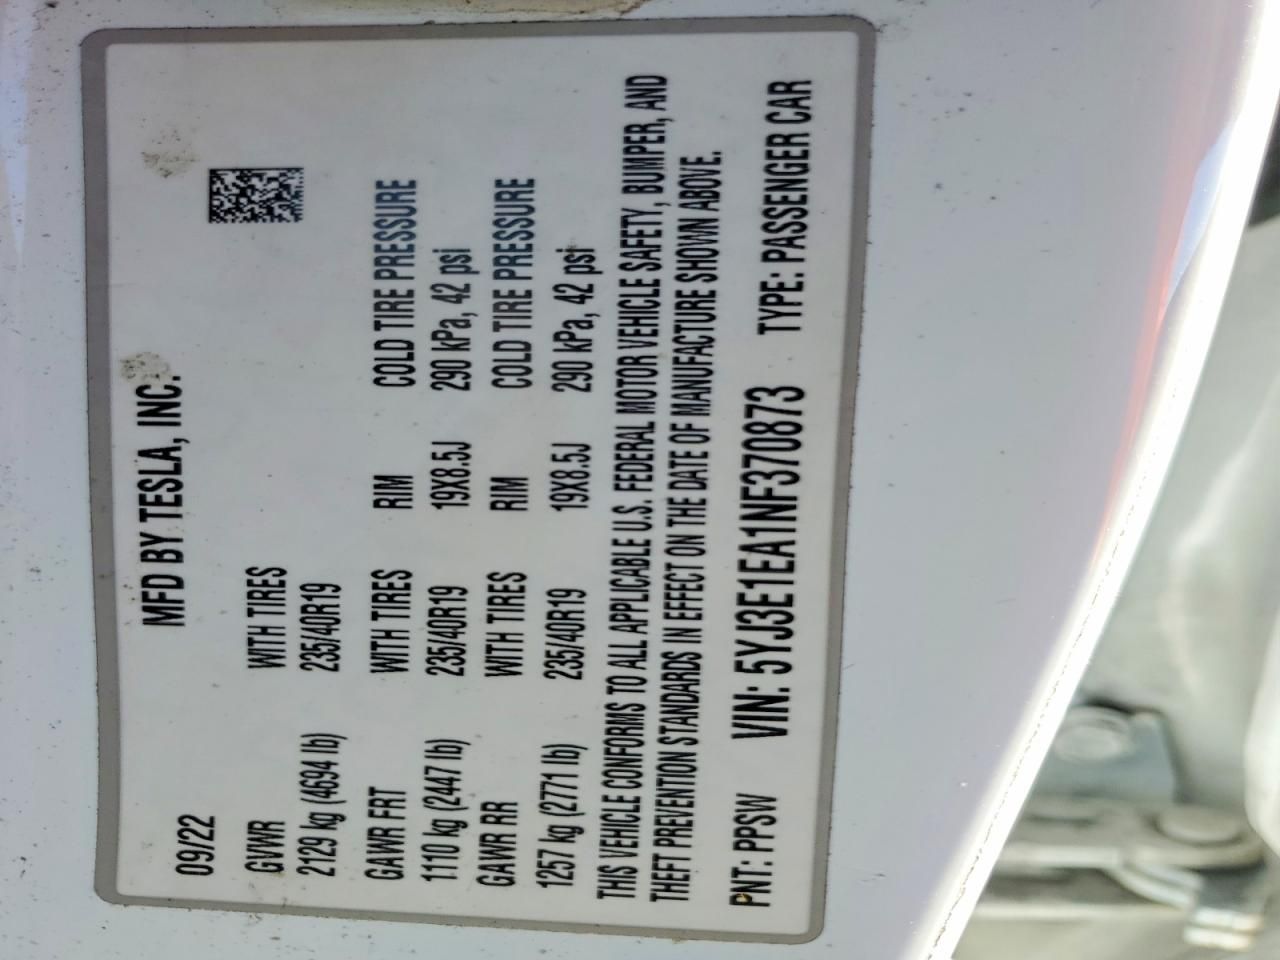 MFD BY TESLA, INC.
09/22
GVWR WITH TIRES
2129 kg (4694 lb) 235/40R19
GAWR FRT WITH TIRES RIM COLD TIRE PRESSURE
1110 kg (2447 lb) 235/40R19 19X8.5J 290 kPa, 42 psi
GAWR RR WITH TIRES RIM COLD TIRE PRESSURE
1257 kg (2771 lb) 235/40R19 19X8.5J 290 kPa, 42 psi
THIS VEHICLE CONFORMS TO ALL APPLICABLE U.S. FEDERAL MOTOR VEHICLE SAFETY, BUMPER, AND
THEFT PREVENTION STANDARDS IN EFFECT ON THE DATE OF MANUFACTURE SHOWN ABOVE.
PNT: PPSW VIN: 5YJ3E1EA1NF370873 TYPE: PASSENGER CAR